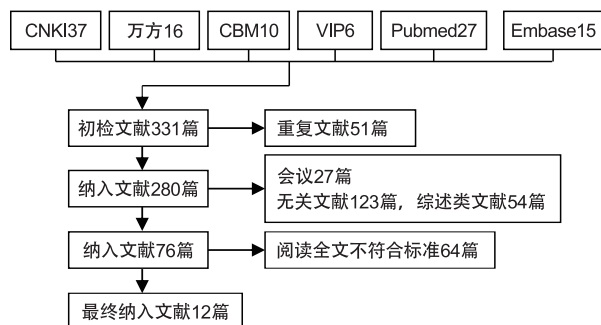 CNKI37 万方16 CBM10 VIP6 Pubmed27 Embase15
初检文献331篇 重复文献51篇
纳入文献280篇
会议27篇
无关文献123篇，综述类文献54篇
纳入文献76篇 阅读全文不符合标准64篇
最终纳入文献12篇